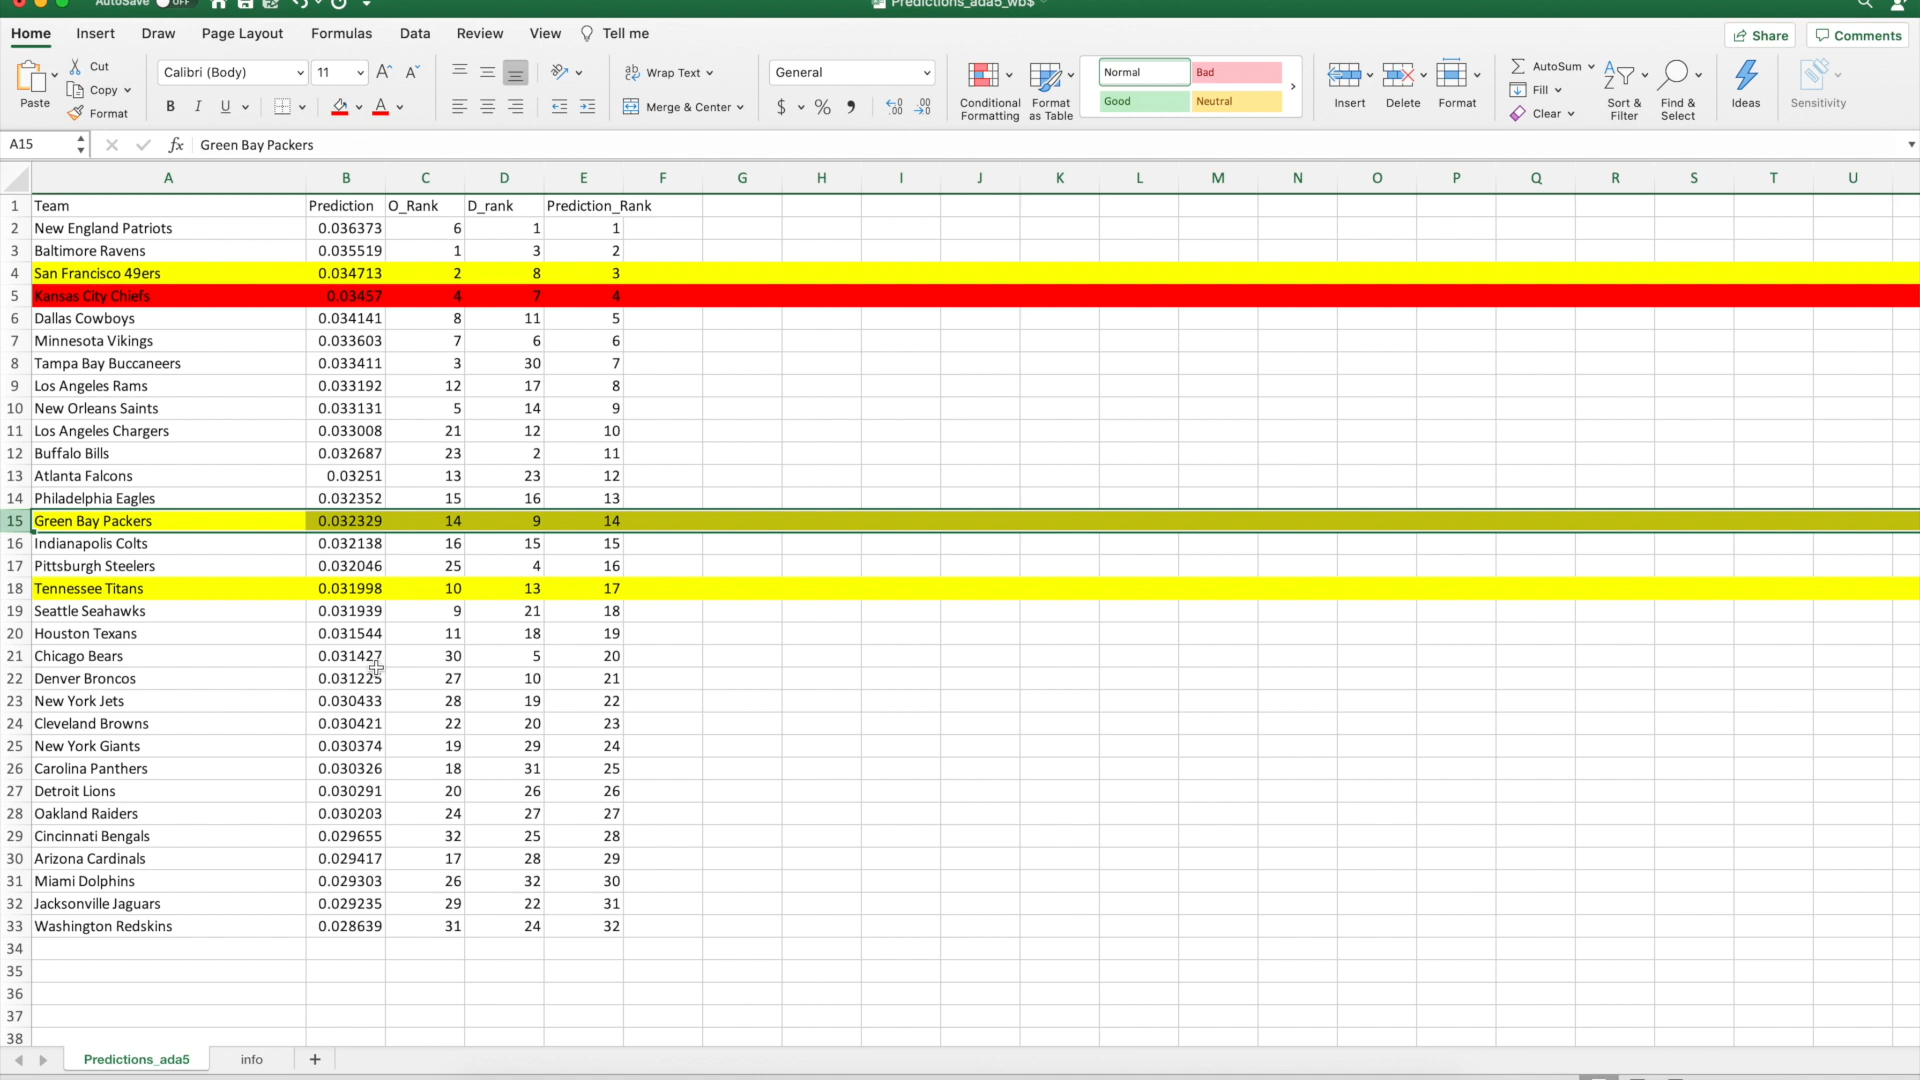 AutoSave OFF Predictions_ada5_wb$
Home Insert Draw Page Layout Formulas Data Review View Tell me Share Comments
Paste Cut Copy Format
Calibri (Body) 11
Wrap Text Merge & Center
General
Conditional Formatting Format as Table
Normal Bad Good Neutral
Insert Delete Format
AutoSum Fill Clear
Sort & Filter Find & Select Ideas Sensitivity
A15 fx Green Bay Packers
A B C D E F G H I J K L M N O P Q R S T U
1 Team Prediction O_Rank D_rank Prediction_Rank
2 New England Patriots 0.036373 6 1 1
3 Baltimore Ravens 0.035519 1 3 2
4 San Francisco 49ers 0.034713 2 8 3
5 Kansas City Chiefs 0.03457 4 7 4
6 Dallas Cowboys 0.034141 8 11 5
7 Minnesota Vikings 0.033603 7 6 6
8 Tampa Bay Buccaneers 0.033411 3 30 7
9 Los Angeles Rams 0.033192 12 17 8
10 New Orleans Saints 0.033131 5 14 9
11 Los Angeles Chargers 0.033008 21 12 10
12 Buffalo Bills 0.032687 23 2 11
13 Atlanta Falcons 0.03251 13 23 12
14 Philadelphia Eagles 0.032352 15 16 13
15 Green Bay Packers 0.032329 14 9 14
16 Indianapolis Colts 0.032138 16 15 15
17 Pittsburgh Steelers 0.032046 25 4 16
18 Tennessee Titans 0.031998 10 13 17
19 Seattle Seahawks 0.031939 9 21 18
20 Houston Texans 0.031544 11 18 19
21 Chicago Bears 0.031427 30 5 20
22 Denver Broncos 0.031225 27 10 21
23 New York Jets 0.030433 28 19 22
24 Cleveland Browns 0.030421 22 20 23
25 New York Giants 0.030374 19 29 24
26 Carolina Panthers 0.030326 18 31 25
27 Detroit Lions 0.030291 20 26 26
28 Oakland Raiders 0.030203 24 27 27
29 Cincinnati Bengals 0.029655 32 25 28
30 Arizona Cardinals 0.029417 17 28 29
31 Miami Dolphins 0.029303 26 32 30
32 Jacksonville Jaguars 0.029235 29 22 31
33 Washington Redskins 0.028639 31 24 32
34
35
36
37
38
Predictions_ada5 info +